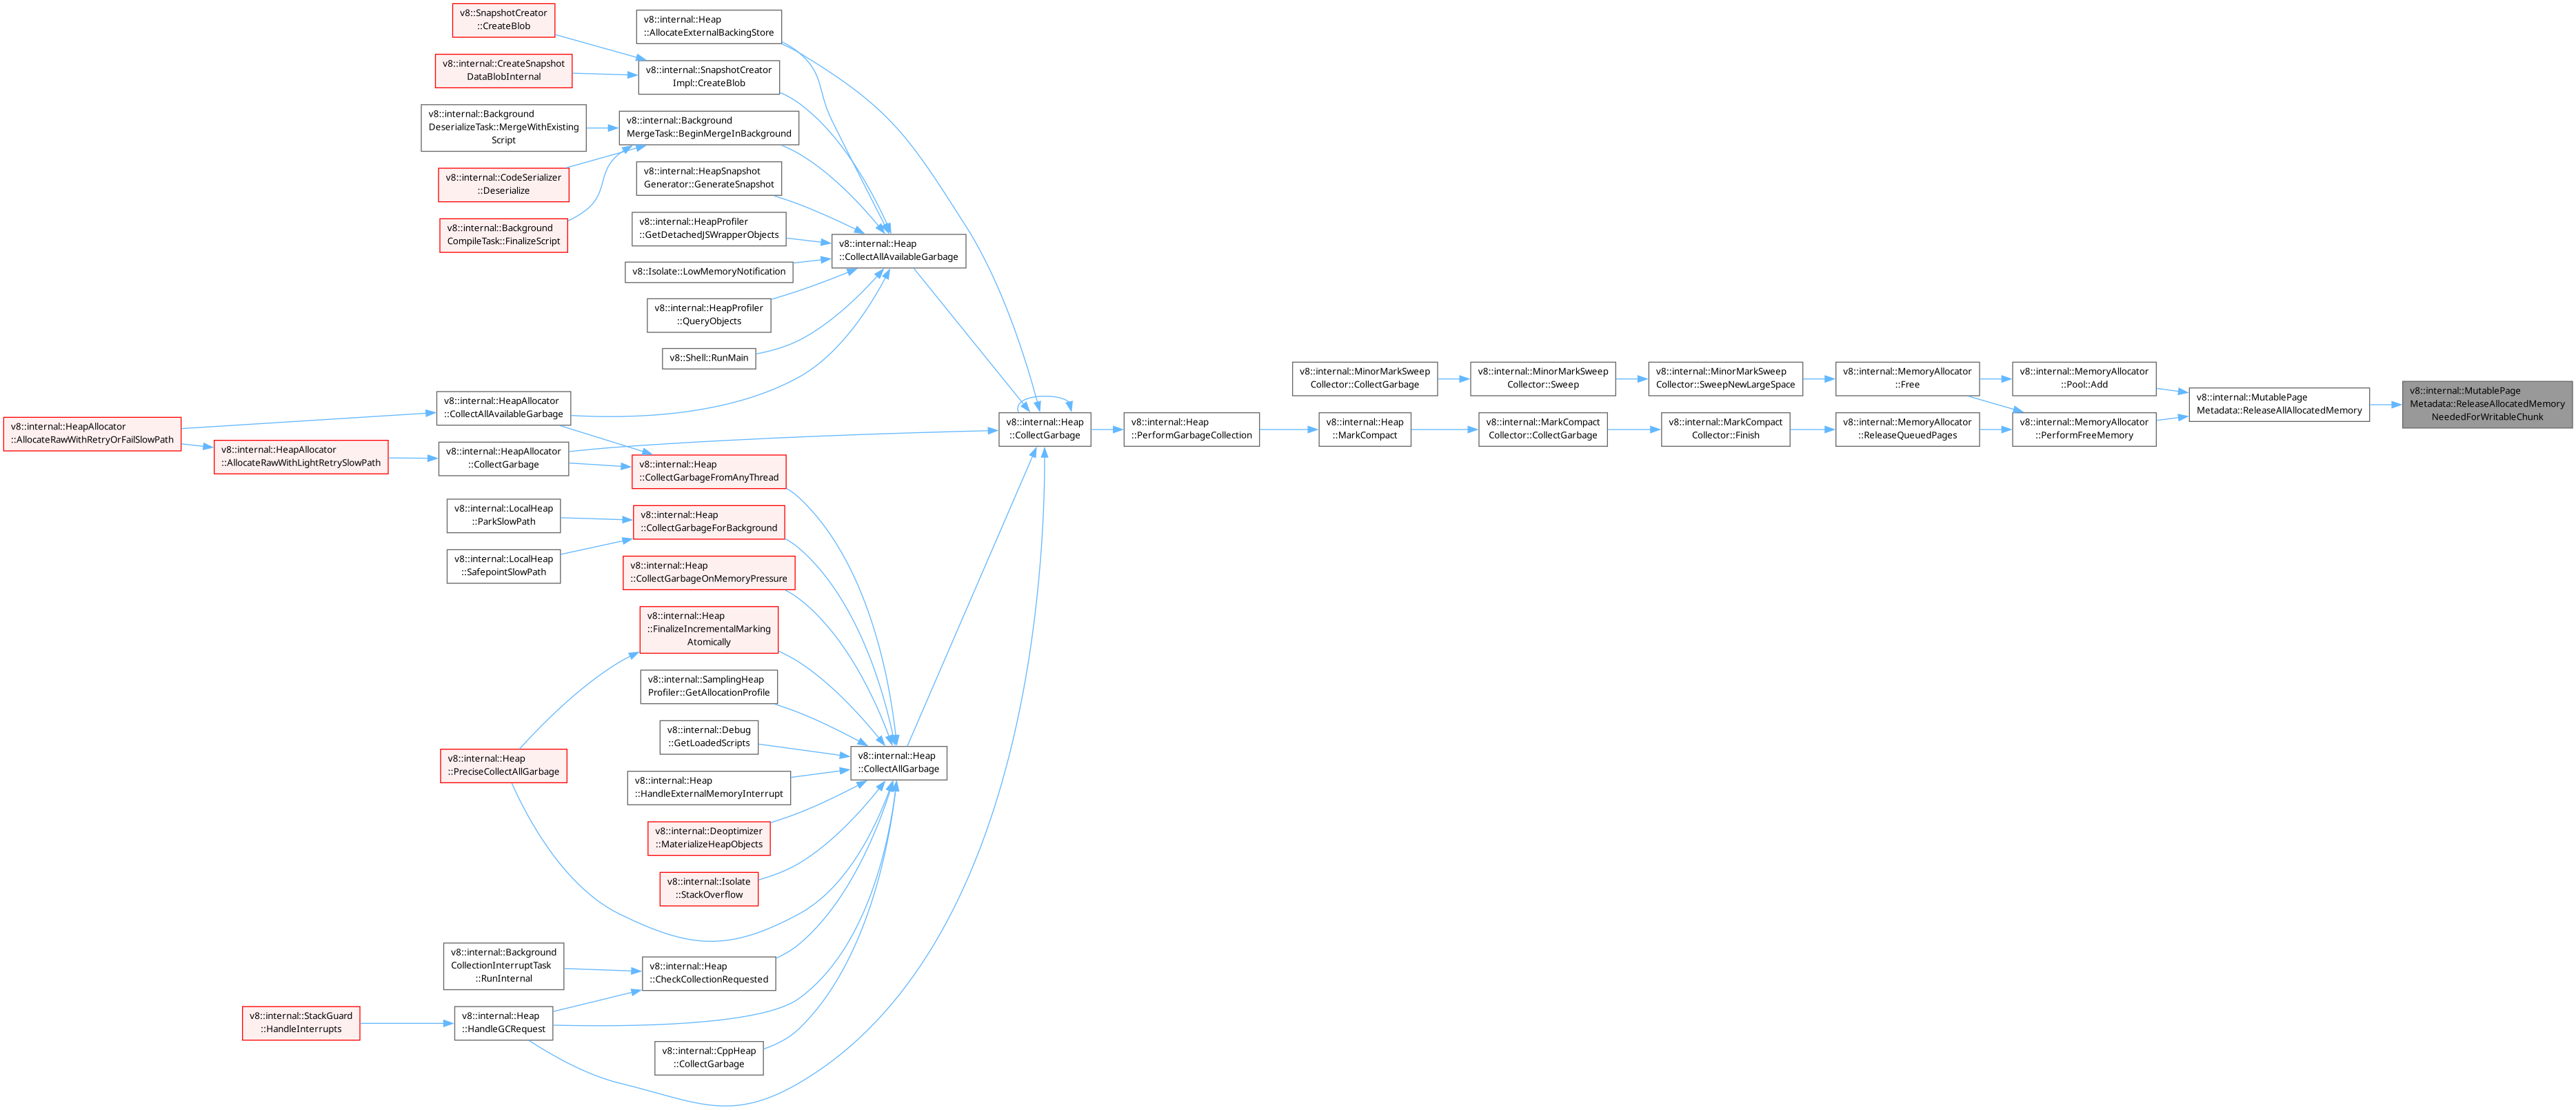 v8::SnapshotCreator
::CreateBlob
v8::internal::CreateSnapshot
DataBlobInternal
v8::internal::Background
DeserializeTask::MergeWithExisting
Script
v8::internal::CodeSerializer
::Deserialize
v8::internal::Background
CompileTask::FinalizeScript
v8::internal::Heap
::AllocateExternalBackingStore
v8::internal::SnapshotCreator
Impl::CreateBlob
v8::internal::Background
MergeTask::BeginMergeInBackground
v8::internal::HeapSnapshot
Generator::GenerateSnapshot
v8::internal::HeapProfiler
::GetDetachedJSWrapperObjects
v8::Isolate::LowMemoryNotification
v8::internal::HeapProfiler
::QueryObjects
v8::Shell::RunMain
v8::internal::Heap
::CollectAllAvailableGarbage
v8::internal::HeapAllocator
::AllocateRawWithRetryOrFailSlowPath
v8::internal::HeapAllocator
::AllocateRawWithLightRetrySlowPath
v8::internal::HeapAllocator
::CollectAllAvailableGarbage
v8::internal::HeapAllocator
::CollectGarbage
v8::internal::Heap
::CollectGarbageFromAnyThread
v8::internal::LocalHeap
::ParkSlowPath
v8::internal::LocalHeap
::SafepointSlowPath
v8::internal::Heap
::CollectGarbageForBackground
v8::internal::Heap
::CollectGarbageOnMemoryPressure
v8::internal::Heap
::FinalizeIncrementalMarking
Atomically
v8::internal::SamplingHeap
Profiler::GetAllocationProfile
v8::internal::Debug
::GetLoadedScripts
v8::internal::Heap
::PreciseCollectAllGarbage
v8::internal::Heap
::HandleExternalMemoryInterrupt
v8::internal::Deoptimizer
::MaterializeHeapObjects
v8::internal::Isolate
::StackOverflow
v8::internal::Heap
::CollectAllGarbage
v8::internal::Background
CollectionInterruptTask
::RunInternal
v8::internal::Heap
::CheckCollectionRequested
v8::internal::StackGuard
::HandleInterrupts
v8::internal::Heap
::HandleGCRequest
v8::internal::CppHeap
::CollectGarbage
v8::internal::Heap
::CollectGarbage
v8::internal::Heap
::PerformGarbageCollection
v8::internal::MinorMarkSweep
Collector::CollectGarbage
v8::internal::Heap
::MarkCompact
v8::internal::MinorMarkSweep
Collector::Sweep
v8::internal::MarkCompact
Collector::CollectGarbage
v8::internal::MinorMarkSweep
Collector::SweepNewLargeSpace
v8::internal::MarkCompact
Collector::Finish
v8::internal::MemoryAllocator
::Free
v8::internal::MemoryAllocator
::ReleaseQueuedPages
v8::internal::MemoryAllocator
::Pool::Add
v8::internal::MemoryAllocator
::PerformFreeMemory
v8::internal::MutablePage
Metadata::ReleaseAllAllocatedMemory
v8::internal::MutablePage
Metadata::ReleaseAllocatedMemory
NeededForWritableChunk